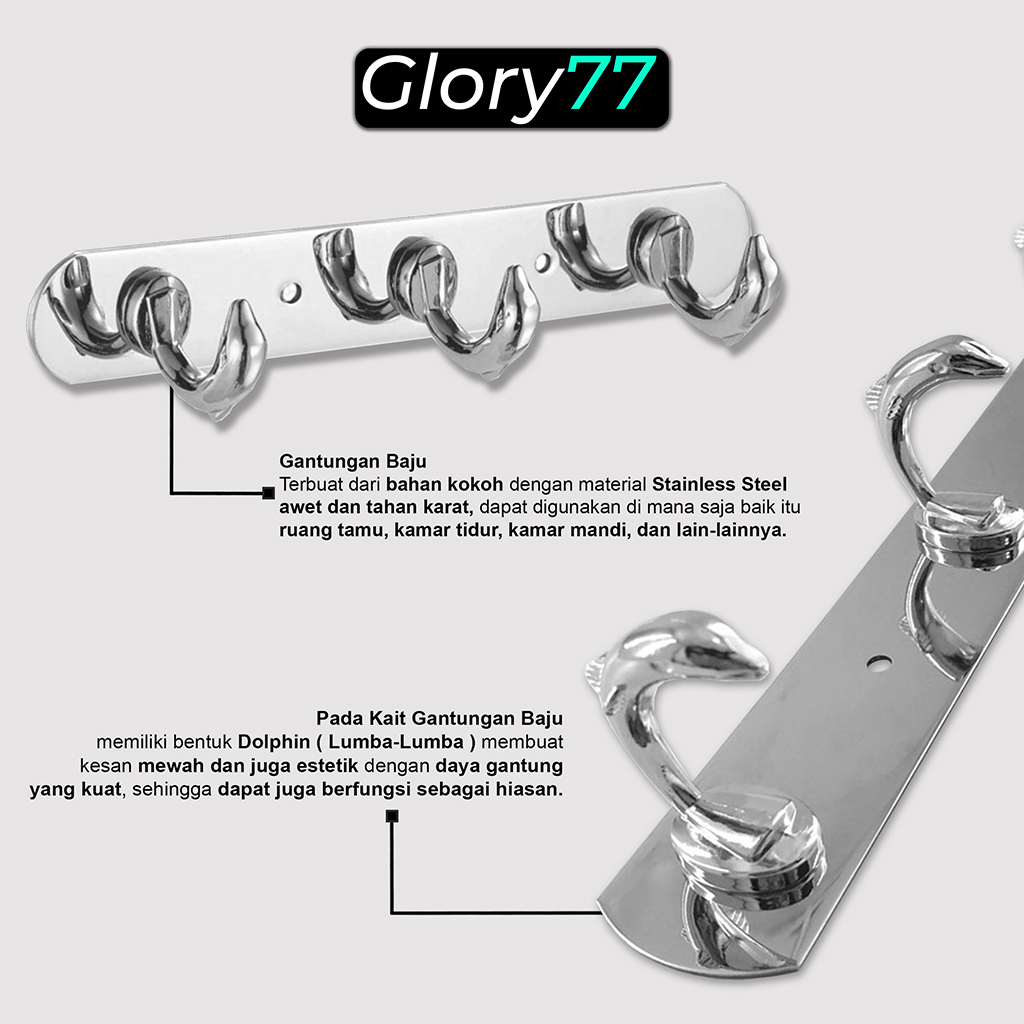 Glory77
Gantungan Baju
Terbuat dari bahan kokoh dengan material Stainless Steel
awet dan tahan karat, dapat digunakan di mana saja baik itu
ruang tamu, kamar tidur, kamar mandi, dan lain-lainnya.
Pada Kait Gantungan Baju
memiliki bentuk Dolphin ( Lumba-Lumba ) membuat
kesan mewah dan juga estetik dengan daya gantung
yang kuat, sehingga dapat juga berfungsi sebagai hiasan.